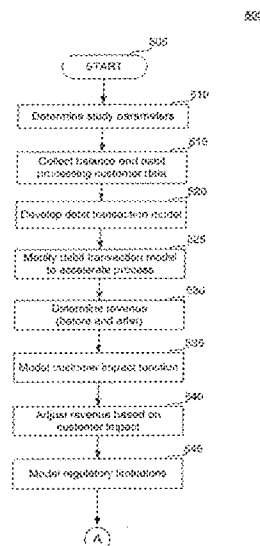 500
505
START
510
Determine study parameters
515
Collect balance and debit
processing customer data
520
Develop debit transaction model
525
Modify debit transaction model
to accelerate process
530
Determine revenue
(before and after)
535
Model customer impact function
540
Adjust revenue based on
customer impact
545
Model regulatory limitations
A